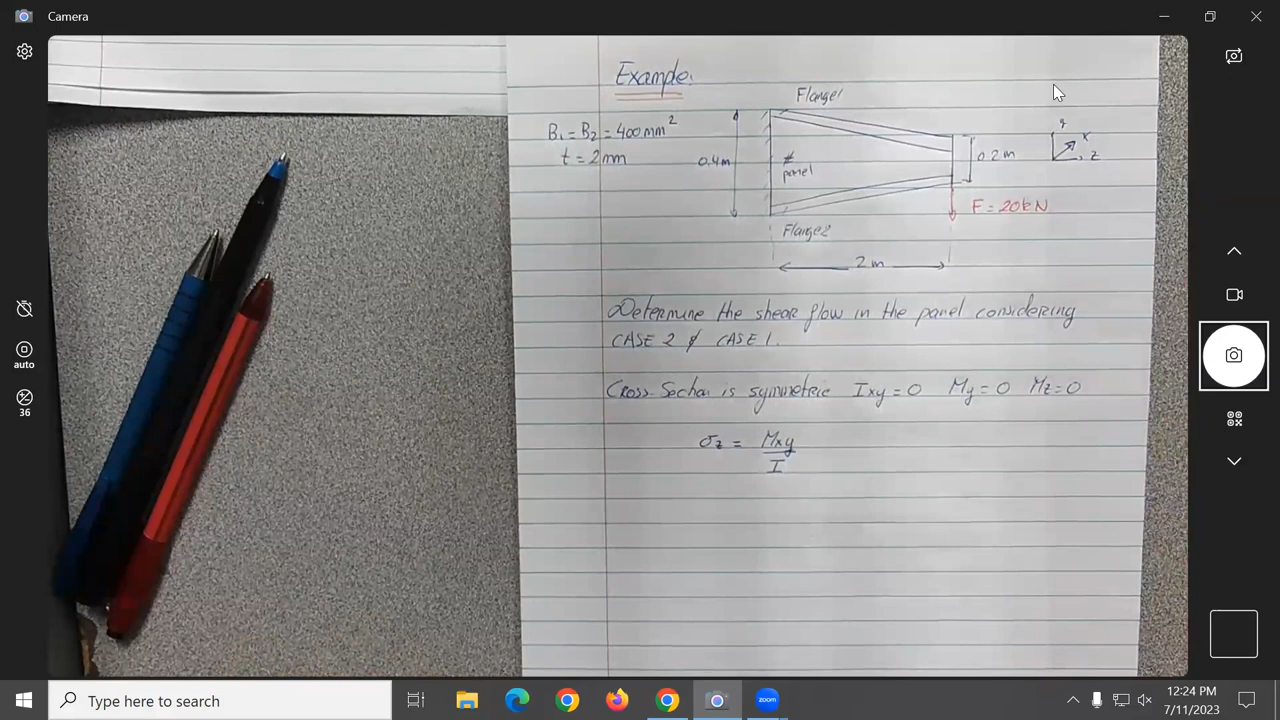 Camera
Example:
Flange1
B₁ = B₂ = 400mm²
t = 2mm
0.4m
panel
0.2m
y
x
z
F = 20kN
Flange2
2m
Determine the shear flow in the panel considering
CASE 2 & CASE 1.
Cross-Section is symmetric Ixy = 0 My = 0 Mz = 0
σz = Mxy
I
auto
36
Type here to search
zoom
12:24 PM
7/11/2023